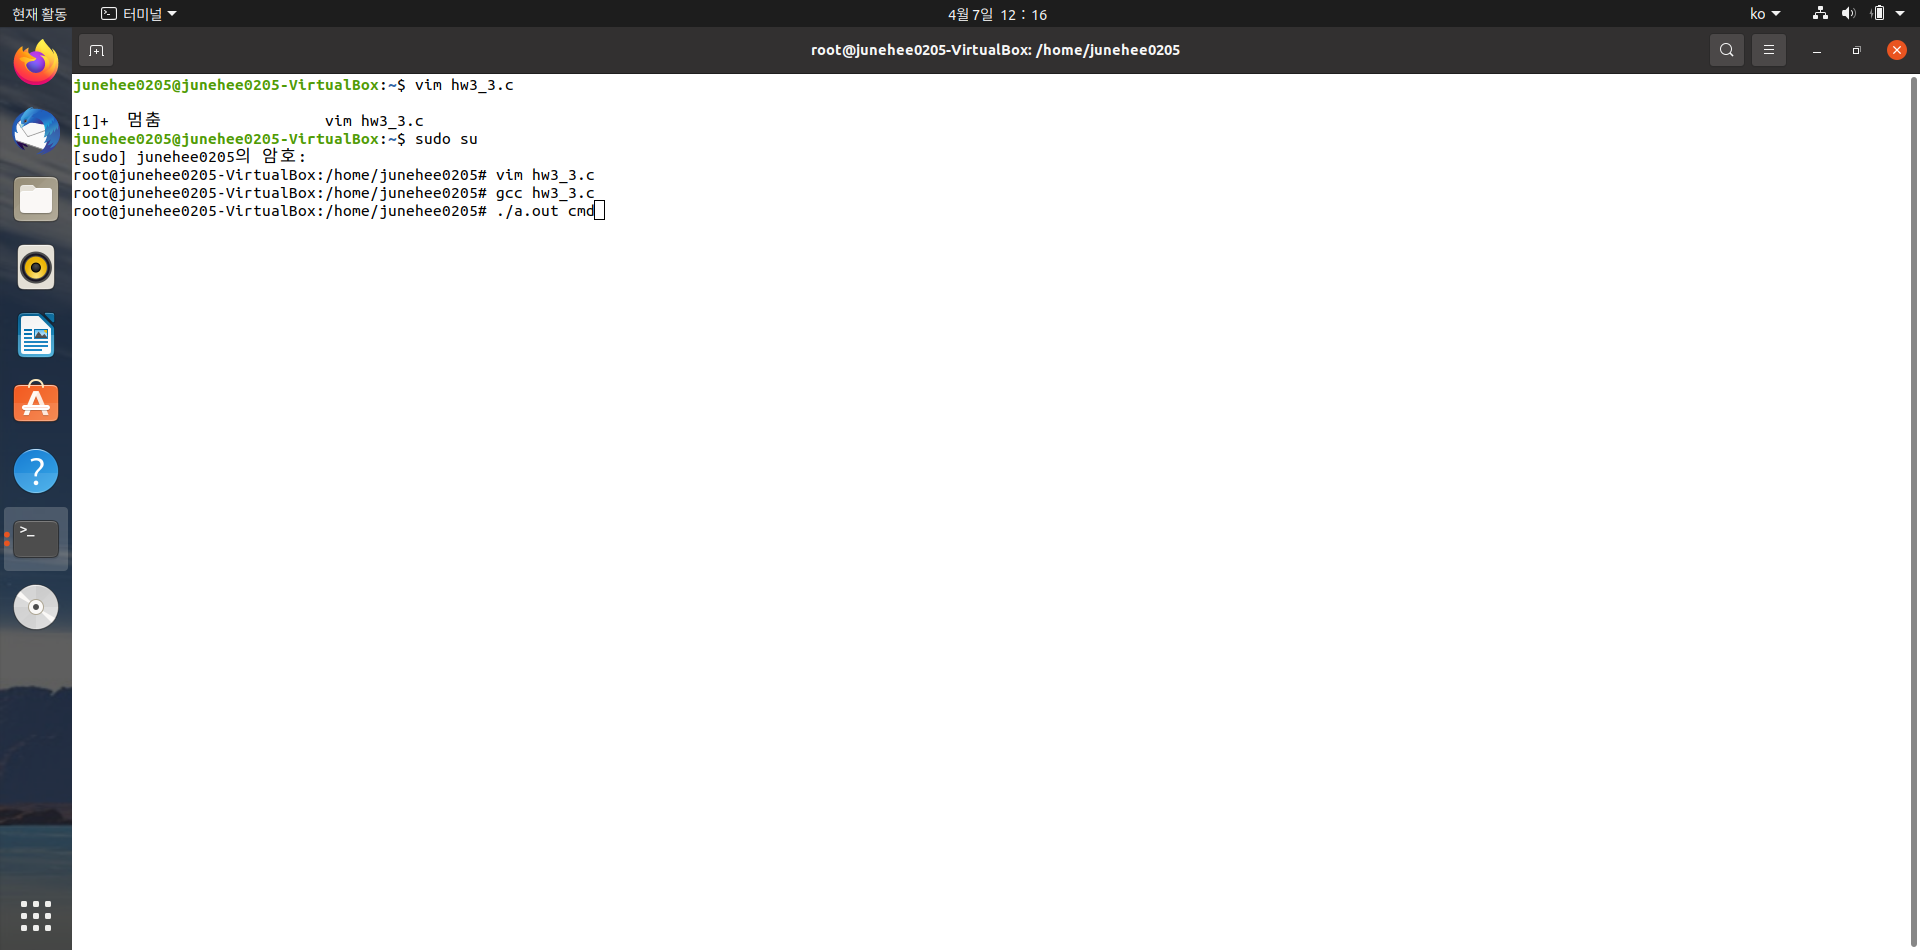 현재 활동 터미널 4월 7일 12 : 16 ko
root@junehee0205-VirtualBox: /home/junehee0205
junehee0205@junehee0205-VirtualBox:~$ vim hw3_3.c
[1]+ 멈춤 vim hw3_3.c
junehee0205@junehee0205-VirtualBox:~$ sudo su
[sudo] junehee0205의 암호:
root@junehee0205-VirtualBox:/home/junehee0205# vim hw3_3.c
root@junehee0205-VirtualBox:/home/junehee0205# gcc hw3_3.c
root@junehee0205-VirtualBox:/home/junehee0205# ./a.out cmd